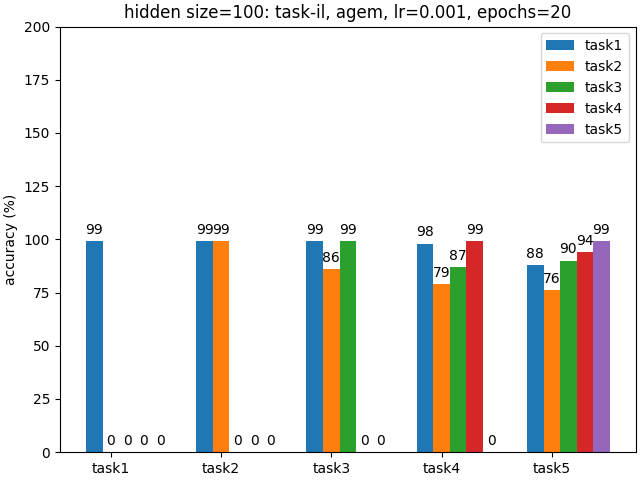 hidden size=100: task-il, agem, lr=0.001, epochs=20
200
175
150
125
100
75
50
25
0
accuracy (%)
task1
task2
task3
task4
task5
99 0 0 0 0
99 99 0 0 0
99 86 99 0 0
98 79 87 99 0
88 76 90 94 99
task1 task2 task3 task4 task5